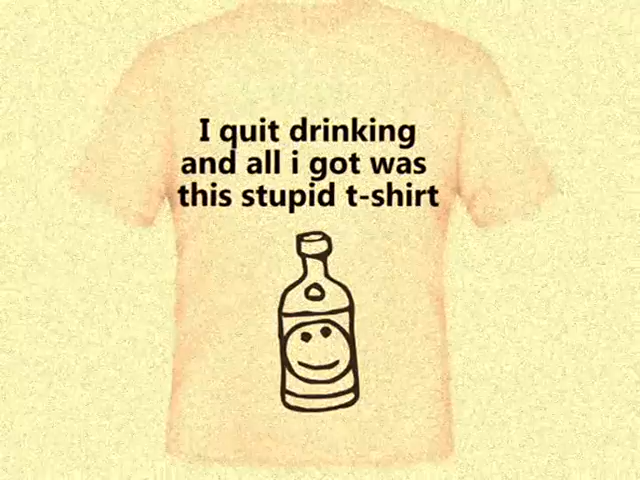 I quit drinking
and all i got was
this stupid t-shirt